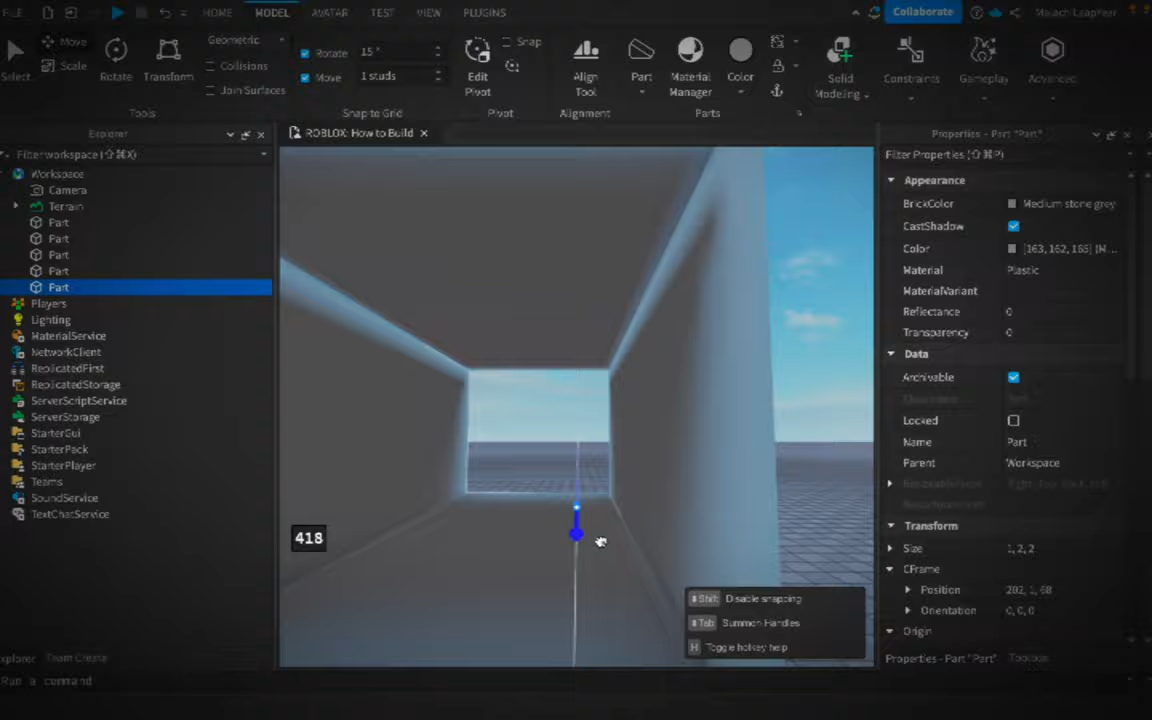 FILE HOME MODEL AVATAR TEST VIEW PLUGINS Collaborate
Select Move Scale Rotate Transform
Geometric
Collisions
Join Surfaces
Tools
Rotate 15 °
Move 1 studs
Snap to Grid
Edit Pivot
Snap
Pivot
Align Tool
Alignment
Part
Material Manager
Color
Parts
Solid Modeling
Constraints
Gameplay
Advanced
Explorer
ROBLOX: How to Build
Properties - Part "Part"
Filter workspace (⇧⌘X)
Filter Properties (⇧⌘P)
Workspace
Camera
Terrain
Part
Part
Part
Part
Part
Players
Lighting
MaterialService
NetworkClient
ReplicatedFirst
ReplicatedStorage
ServerScriptService
ServerStorage
StarterGui
StarterPack
StarterPlayer
Teams
SoundService
TextChatService
418
Shift Disable snapping
Tab Summon Handles
H Toggle hotkey help
Appearance
BrickColor Medium stone grey
CastShadow
Color [163, 162, 165] (M...
Material Plastic
MaterialVariant
Reflectance 0
Transparency 0
Data
Archivable
Locked
Name Part
Parent Workspace
Transform
Size 1, 2, 2
CFrame
Position 202, 1, 68
Orientation 0, 0, 0
Origin
Explorer Team Create
Properties - Part "Part" Toolbox
Run a command